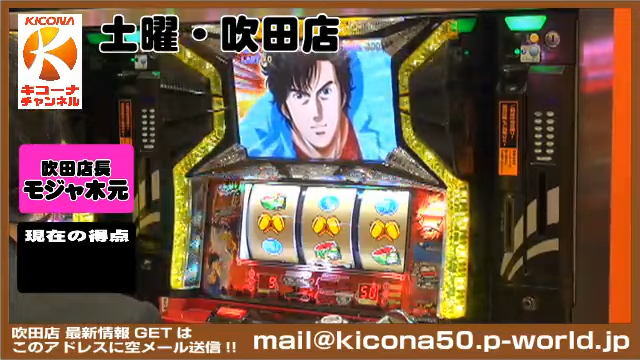 KICONA
キコーナ
チャンネル
土曜・吹田店
吹田店長
モジャ木元
現在の得点
50
吹田店 最新情報 GET は
このアドレスに空メール送信 !!
mail@kicona50.p-world.jp